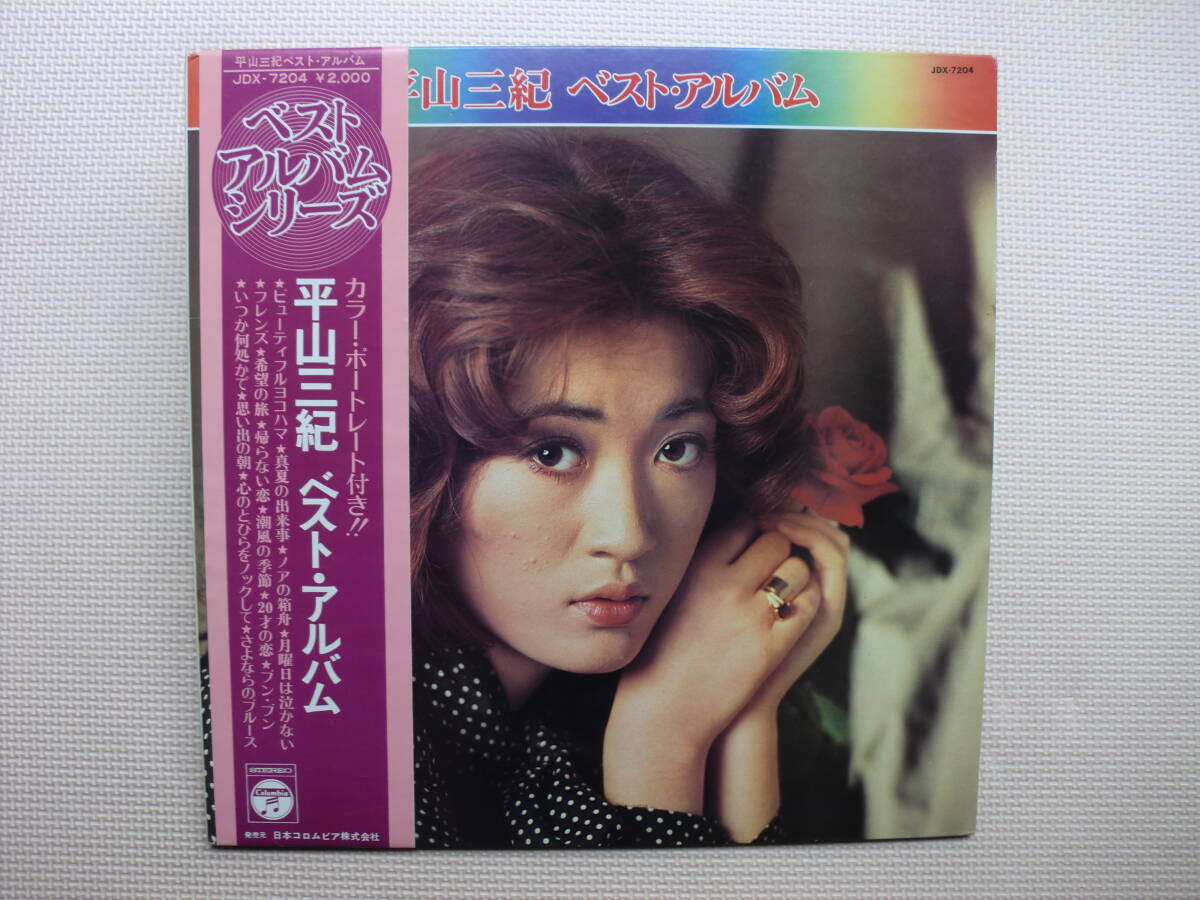 平山三紀ベスト・アルバム
JDX-7204 ¥2,000
ベスト
アルバム
シリーズ
カラー・ポートレート付き!!
平山三紀 ベスト・アルバム
★ビューティフルヨコハマ★真夏の出来事★ノアの箱舟★月曜日は泣かない
★フレンズ★希望の旅★帰らない恋★潮風の季節★20才の恋★ブン・ブン
★いつか何処かで★思い出の朝★心のとびらをノックして★さよならのブルース
STEREO
Columbia
発売元 日本コロムビア株式会社
平山三紀 ベスト・アルバム
JDX-7204